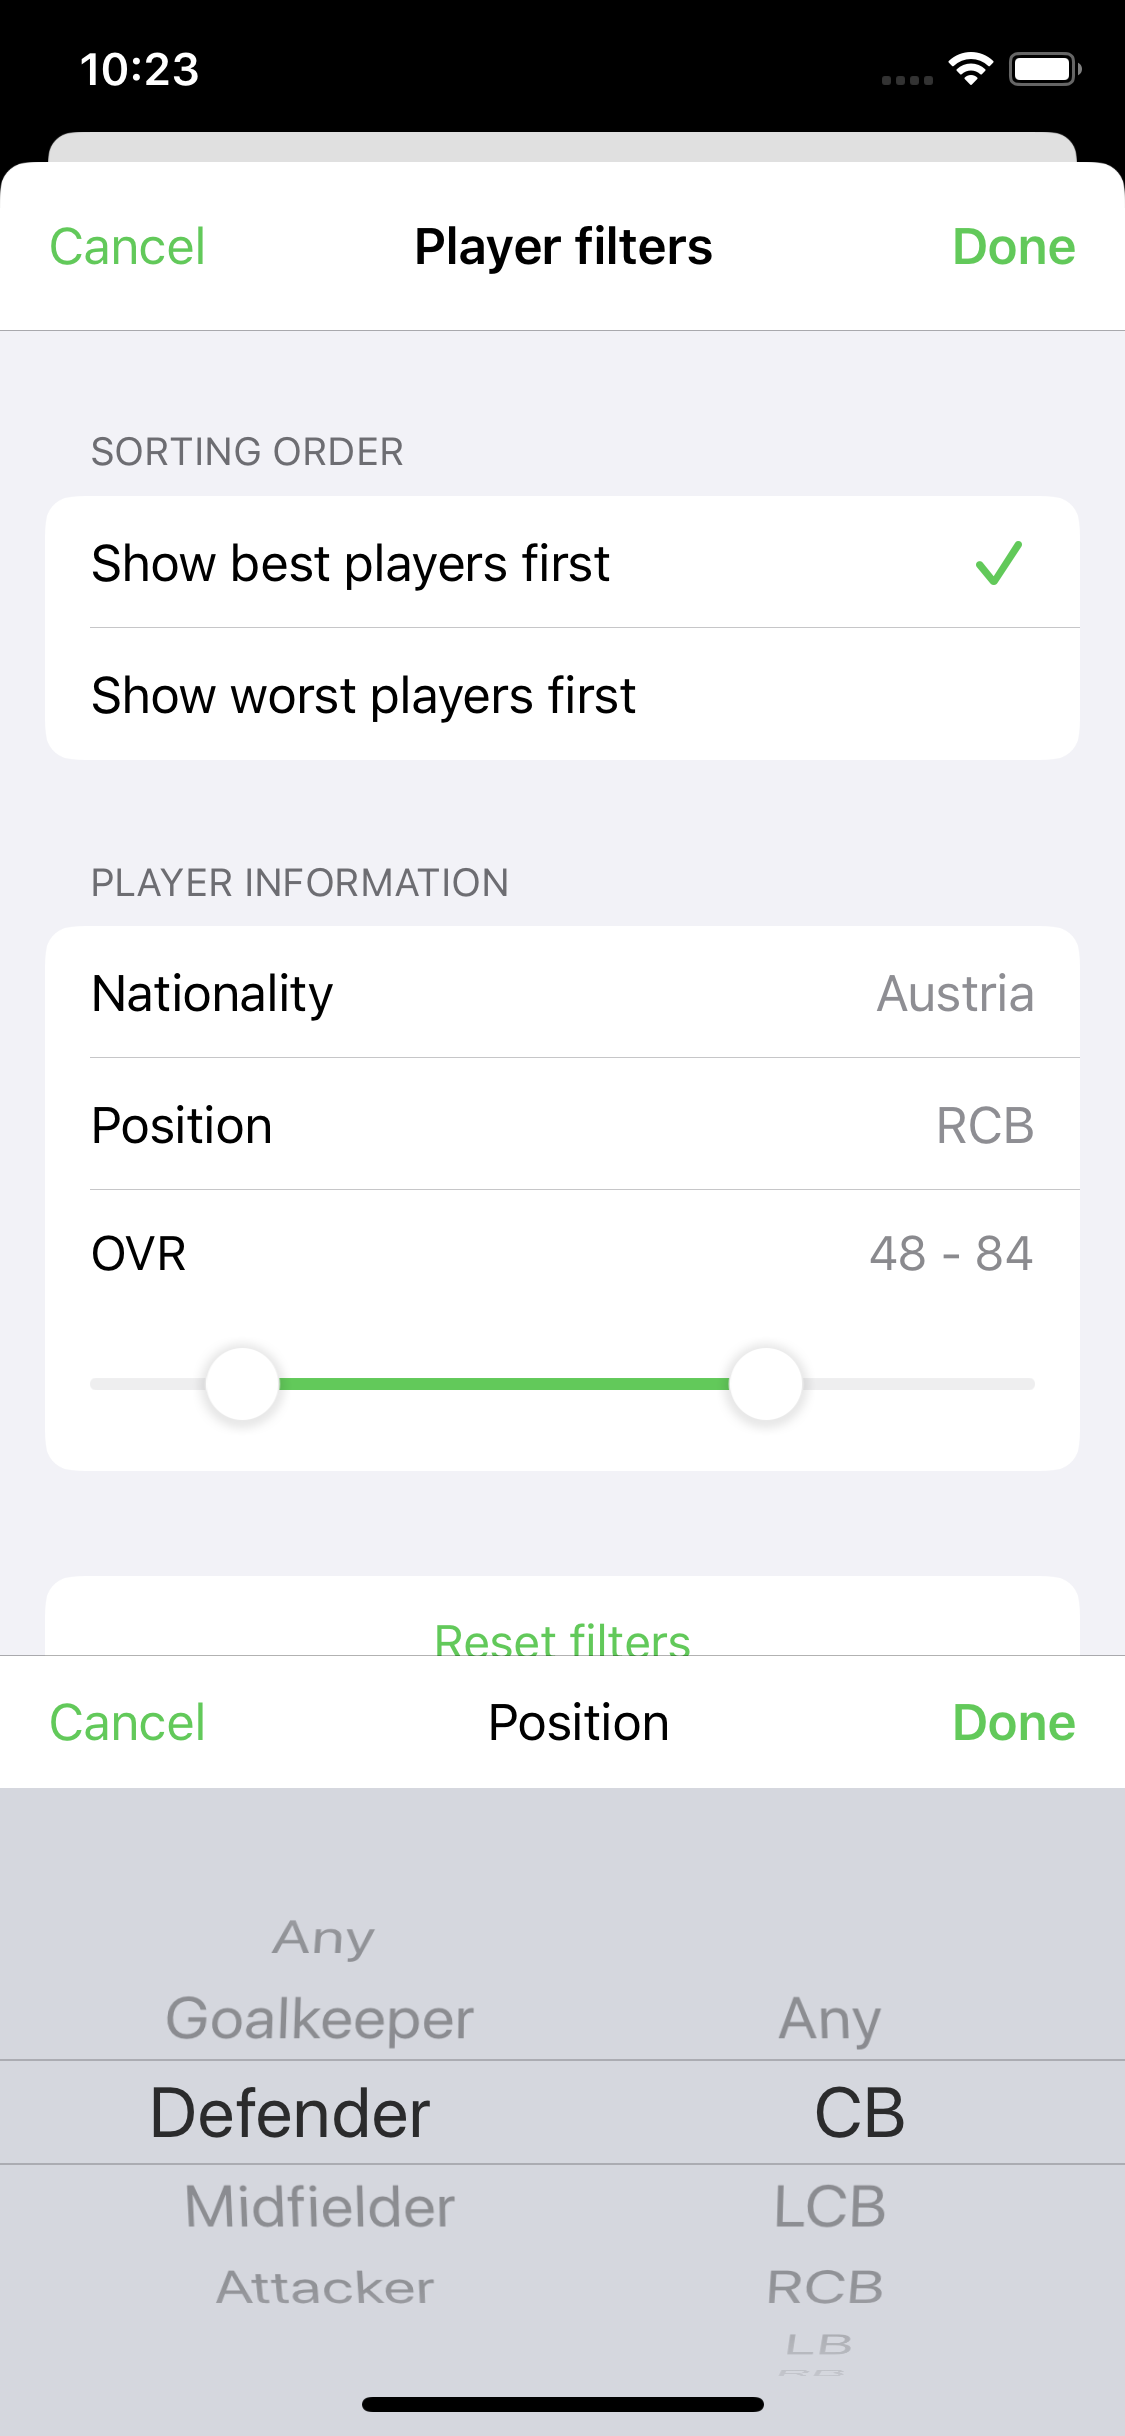 10:23
Cancel Player filters Done
SORTING ORDER
Show best players first
Show worst players first
PLAYER INFORMATION
Nationality Austria
Position RCB
OVR 48 - 84
Reset filters
Cancel Position Done
Any
Goalkeeper Any
Defender CB
Midfielder LCB
Attacker RCB
LB
RB